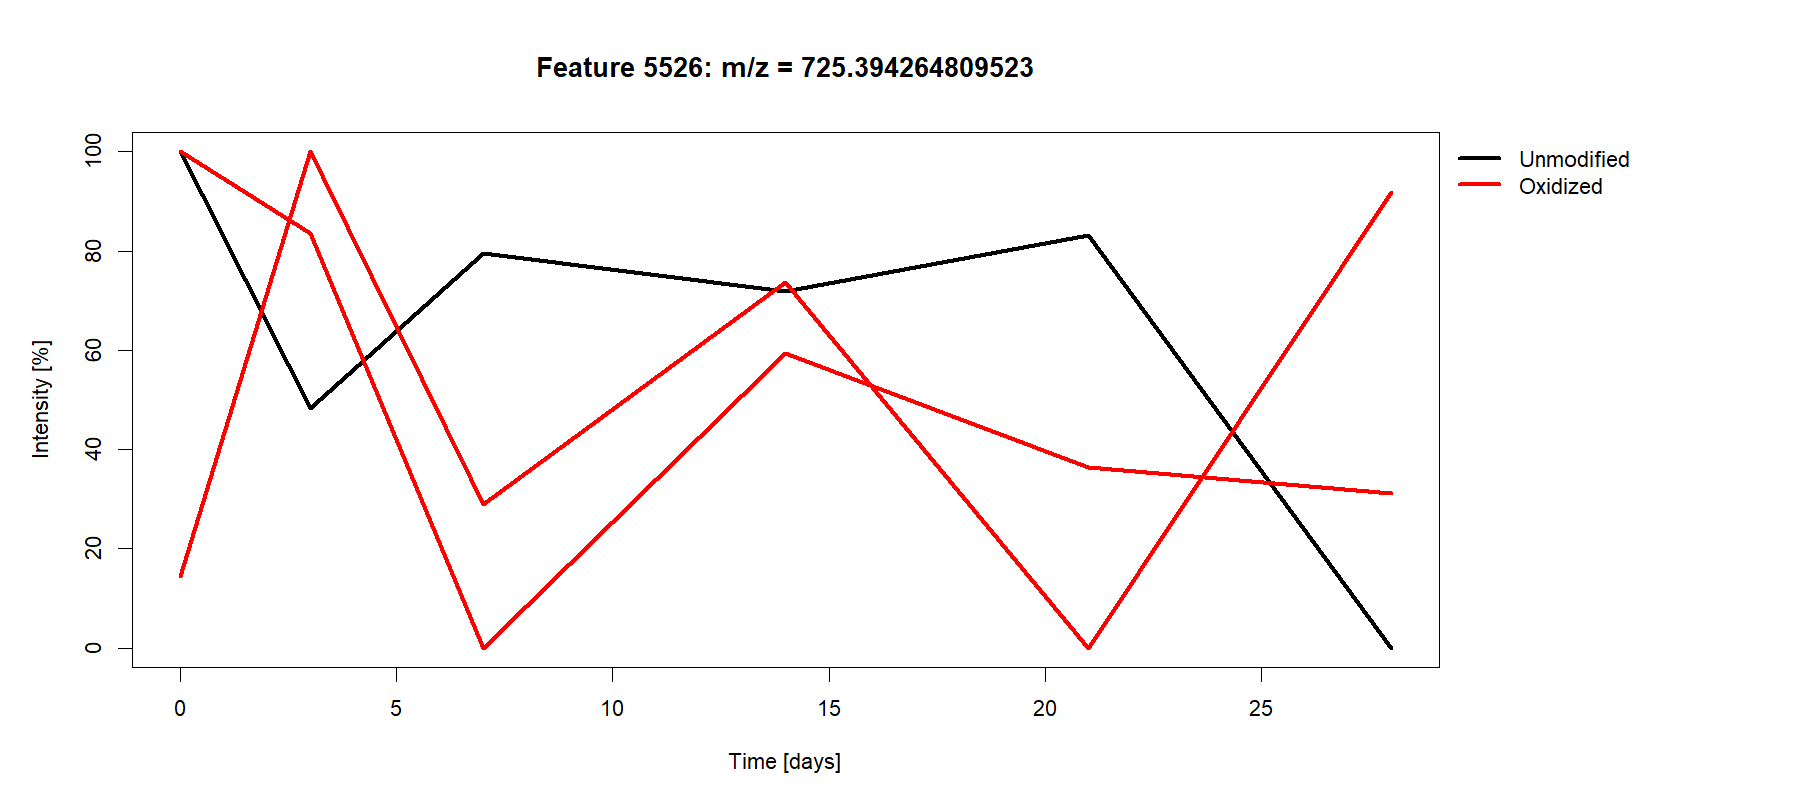 Feature 5526: m/z = 725.394264809523
100
80
60
40
20
0
Intensity [%]
0 5 10 15 20 25
Time [days]
Unmodified
Oxidized